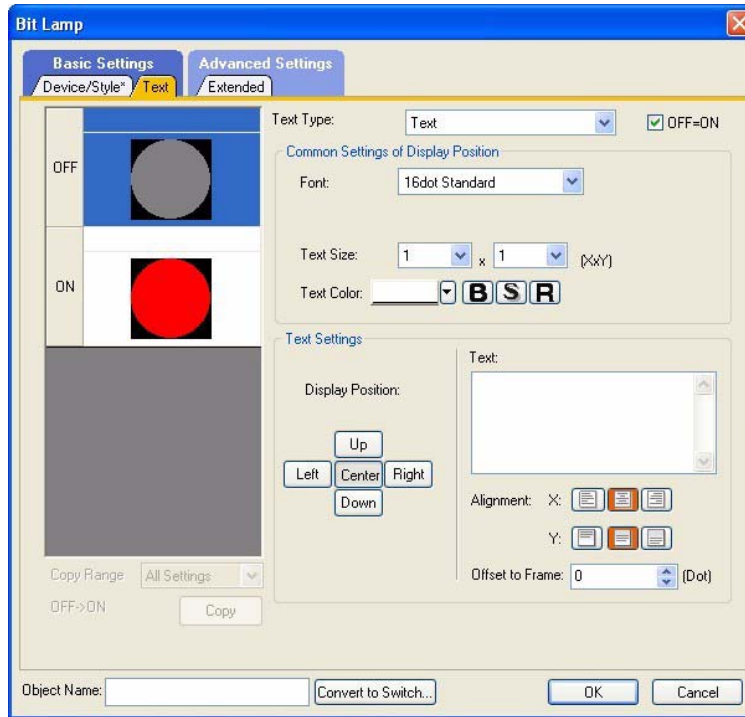 Bit Lamp
Basic Settings Advanced Settings
Device/Style* Text Extended
OFF
ON
Text Type: Text OFF=ON
Common Settings of Display Position
Font: 16dot Standard
Text Size: 1 x 1 (XxY)
Text Color: B S R
Text Settings
Display Position:
Up
Left Center Right
Down
Text:
Alignment: X:
Y:
Offset to Frame: 0 (Dot)
Copy Range All Settings
OFF->ON Copy
Object Name: Convert to Switch... OK Cancel